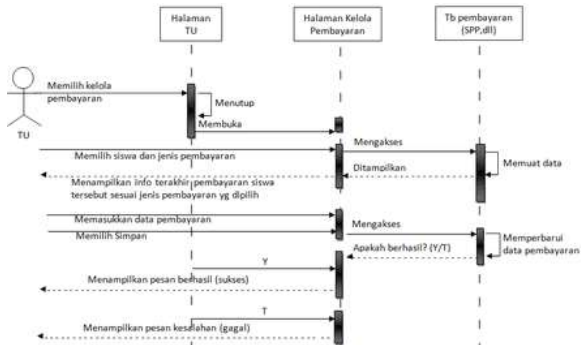 Halaman
TU
Halaman Kelola
Pembayaran
Tb pembayaran
(SPP,dll)
Memilih kelola
pembayaran
Menutup
TU
Membuka
Mengakses
Memilih siswa dan jenis pembayaran
Ditampilkan
Memuat data
Menampilkan info terakhir pembayaran siswa
tersebut sesuai jenis pembayaran yg dipilih
Memasukkan data pembayaran
Mengakses
Memilih Simpan
Memperbarui
data pembayaran
Apakah berhasil? (Y/T)
Y
Menampilkan pesan berhasil (sukses)
T
Menampilkan pesan kesalahan (gagal)